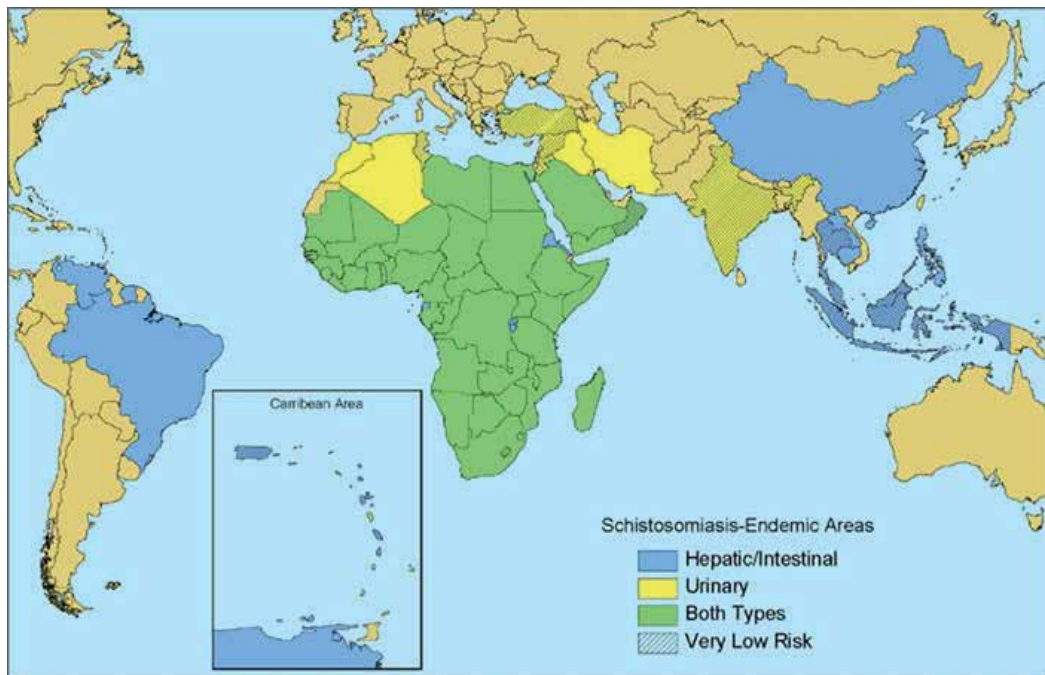 Carribean Area
Schistosomiasis-Endemic Areas
Hepatic/Intestinal
Urinary
Both Types
Very Low Risk